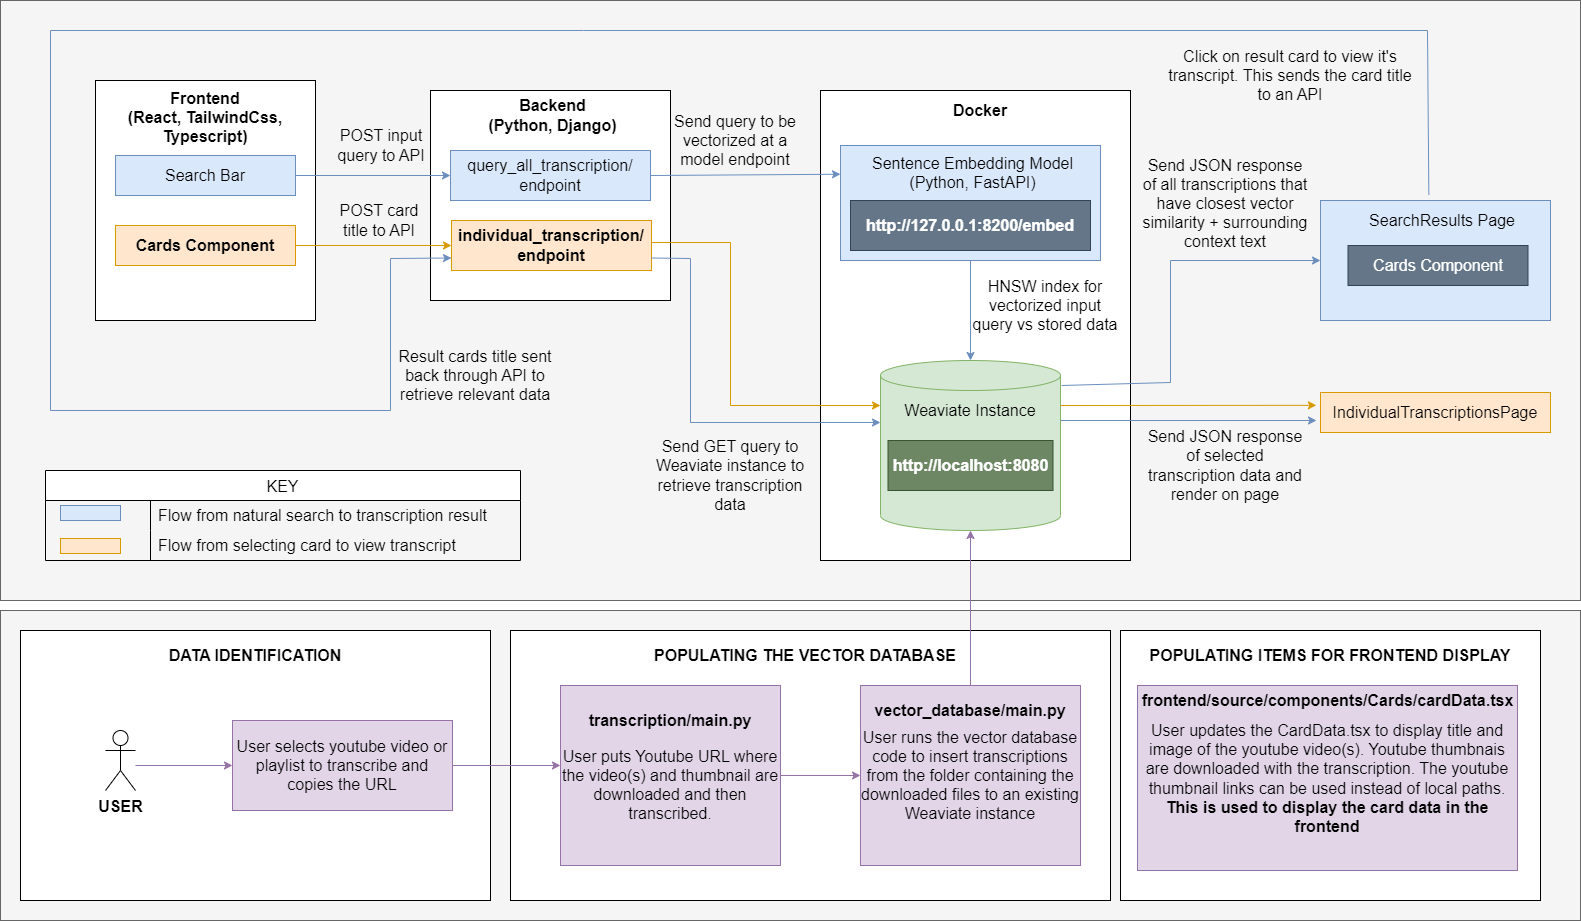 Click on result card to view it's
transcript. This sends the card title
to an API
Frontend
(React, TailwindCss,
Typescript)
Search Bar
Cards Component
POST input
query to API
POST card
title to API
Backend
(Python, Django)
query_all_transcription/
endpoint
individual_transcription/
endpoint
Send query to be
vectorized at a
model endpoint
Docker
Sentence Embedding Model
(Python, FastAPI)
http://127.0.0.1:8200/embed
HNSW index for
vectorized input
query vs stored data
Weaviate Instance
http://localhost:8080
Send JSON response
of all transcriptions that
have closest vector
similarity + surrounding
context text
SearchResults Page
Cards Component
IndividualTranscriptionsPage
Send JSON response
of selected
transcription data and
render on page
Result cards title sent
back through API to
retrieve relevant data
Send GET query to
Weaviate instance to
retrieve transcription
data
KEY
Flow from natural search to transcription result
Flow from selecting card to view transcript
DATA IDENTIFICATION
USER
User selects youtube video or
playlist to transcribe and
copies the URL
POPULATING THE VECTOR DATABASE
transcription/main.py
User puts Youtube URL where
the video(s) and thumbnail are
downloaded and then
transcribed.
vector_database/main.py
User runs the vector database
code to insert transcriptions
from the folder containing the
downloaded files to an existing
Weaviate instance
POPULATING ITEMS FOR FRONTEND DISPLAY
frontend/source/components/Cards/cardData.tsx
User updates the CardData.tsx to display title and
image of the youtube video(s). Youtube thumbnais
are downloaded with the transcription. The youtube
thumbnail links can be used instead of local paths.
This is used to display the card data in the
frontend